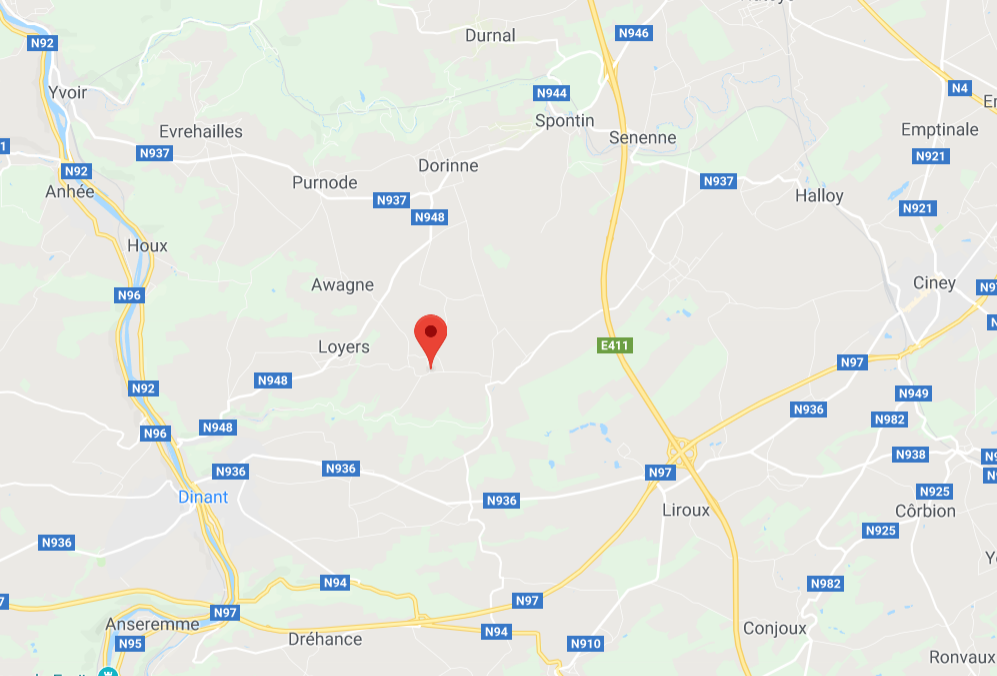 Durnal
N946
N92
Yvoir
N944
N4
Spontin
Evrehailles
Senenne
Emptinale
N937
Dorinne
N921
N92
Purnode
N937
Anhée
N937
Halloy
N921
N948
Houx
Awagne
Ciney
N96
Loyers
E411
N97
N92
N948
N936
N949
N982
N948
N96
N936
N936
N97
N938
Dinant
N936
N925
Liroux
Côrbion
N925
N936
N94
N982
N97
N97
Anseremme
N94
Conjoux
N95
Dréhance
N910
Ronvaux